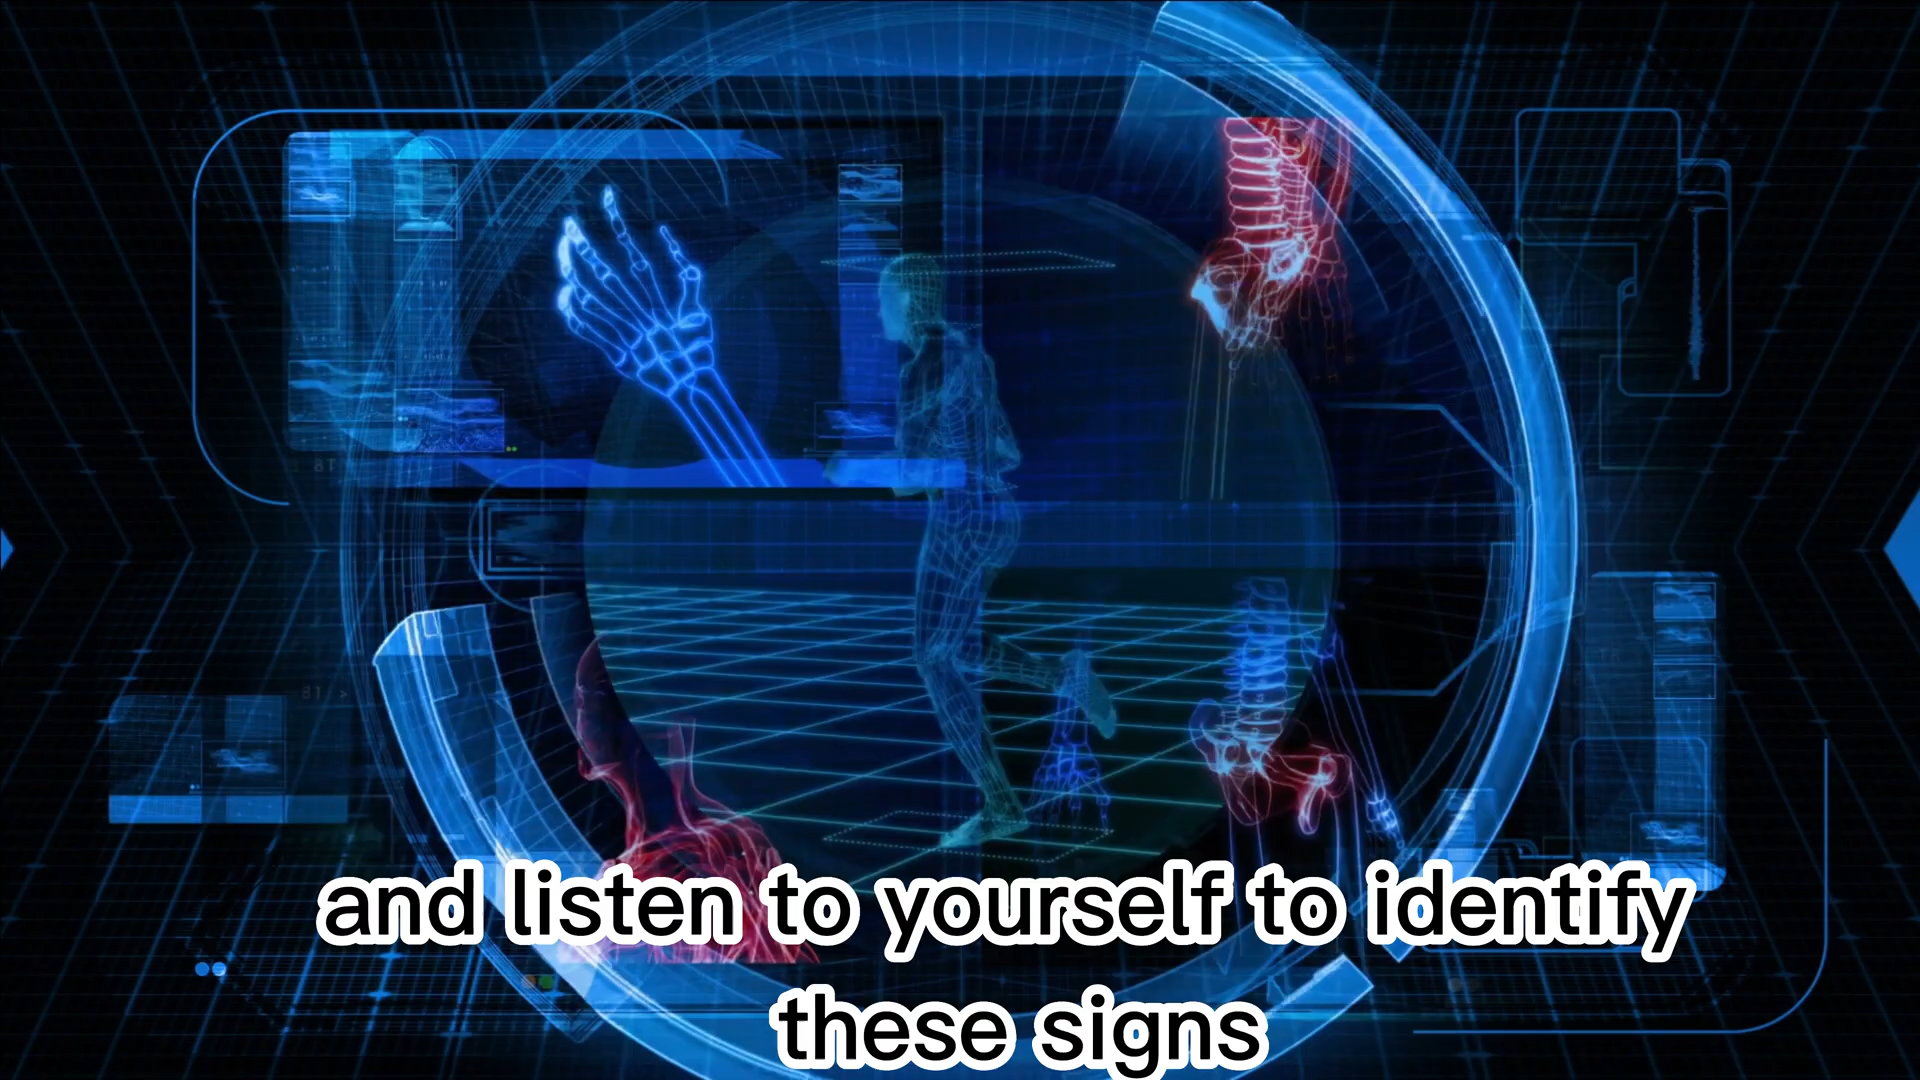 and listen to yourself to identify
these signs